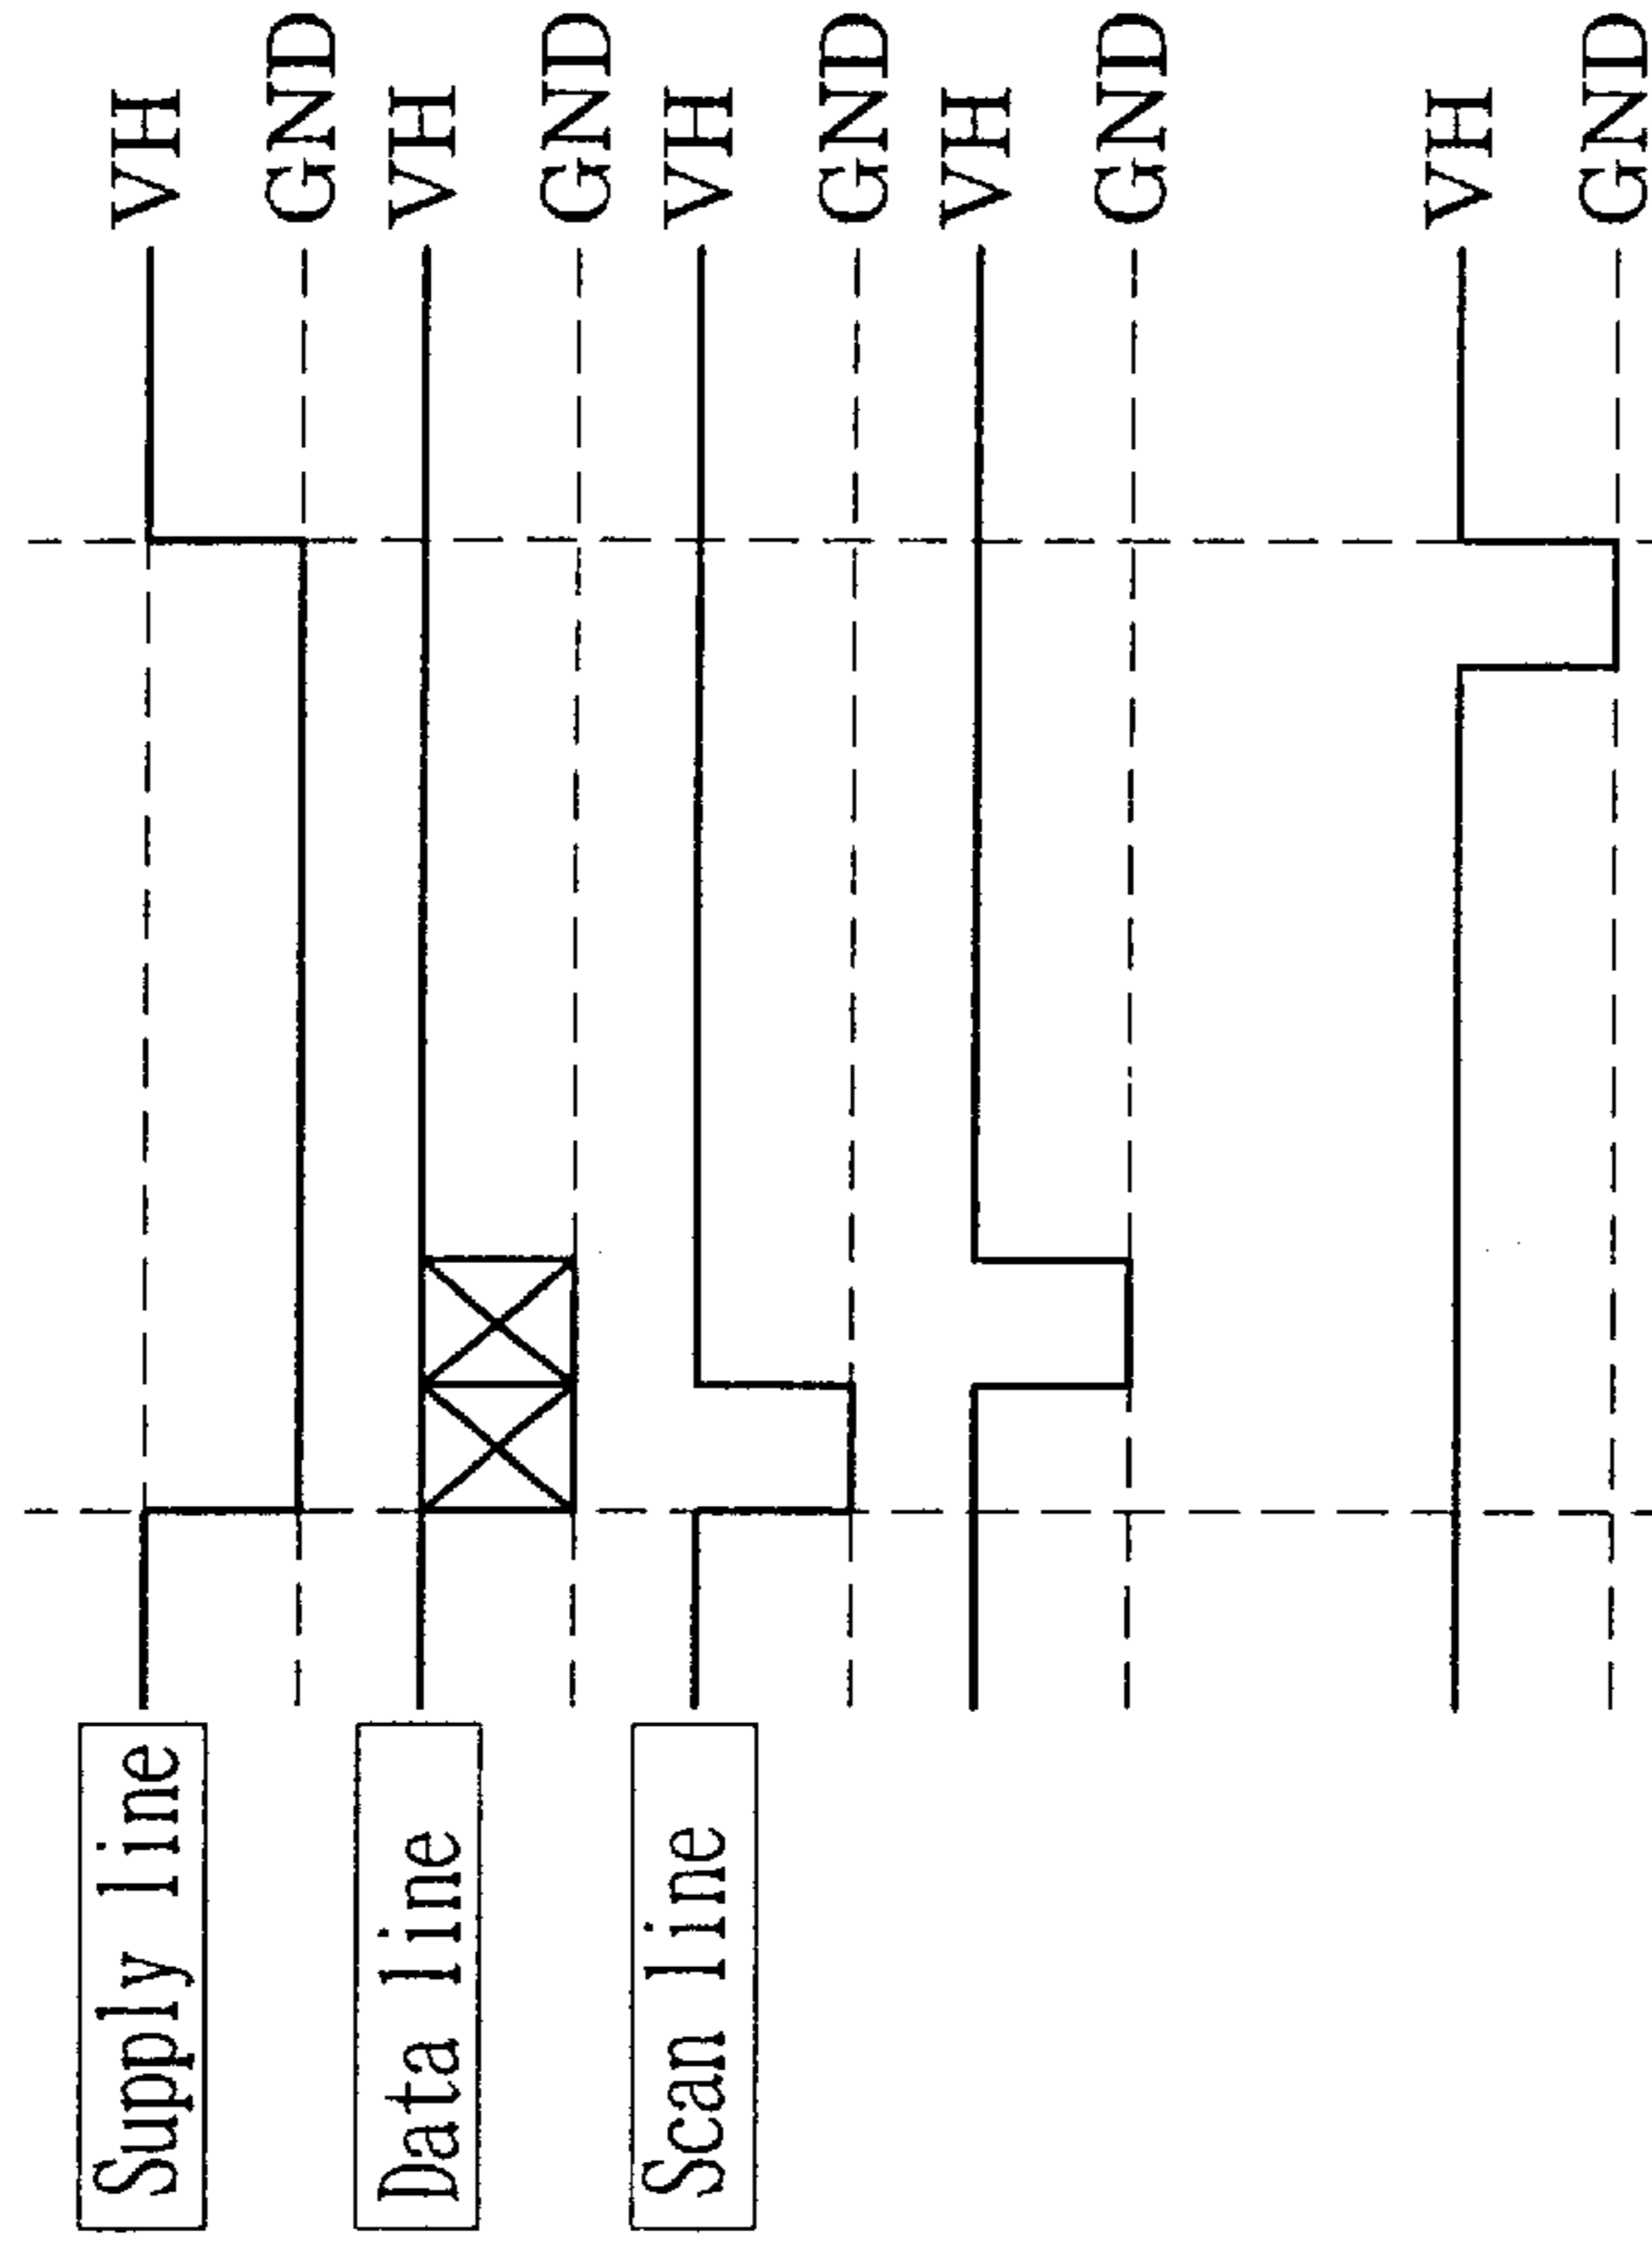 Supply line
VH
GND
Data line
VH
GND
Scan line
VH
GND
VH
GND
VH
GND